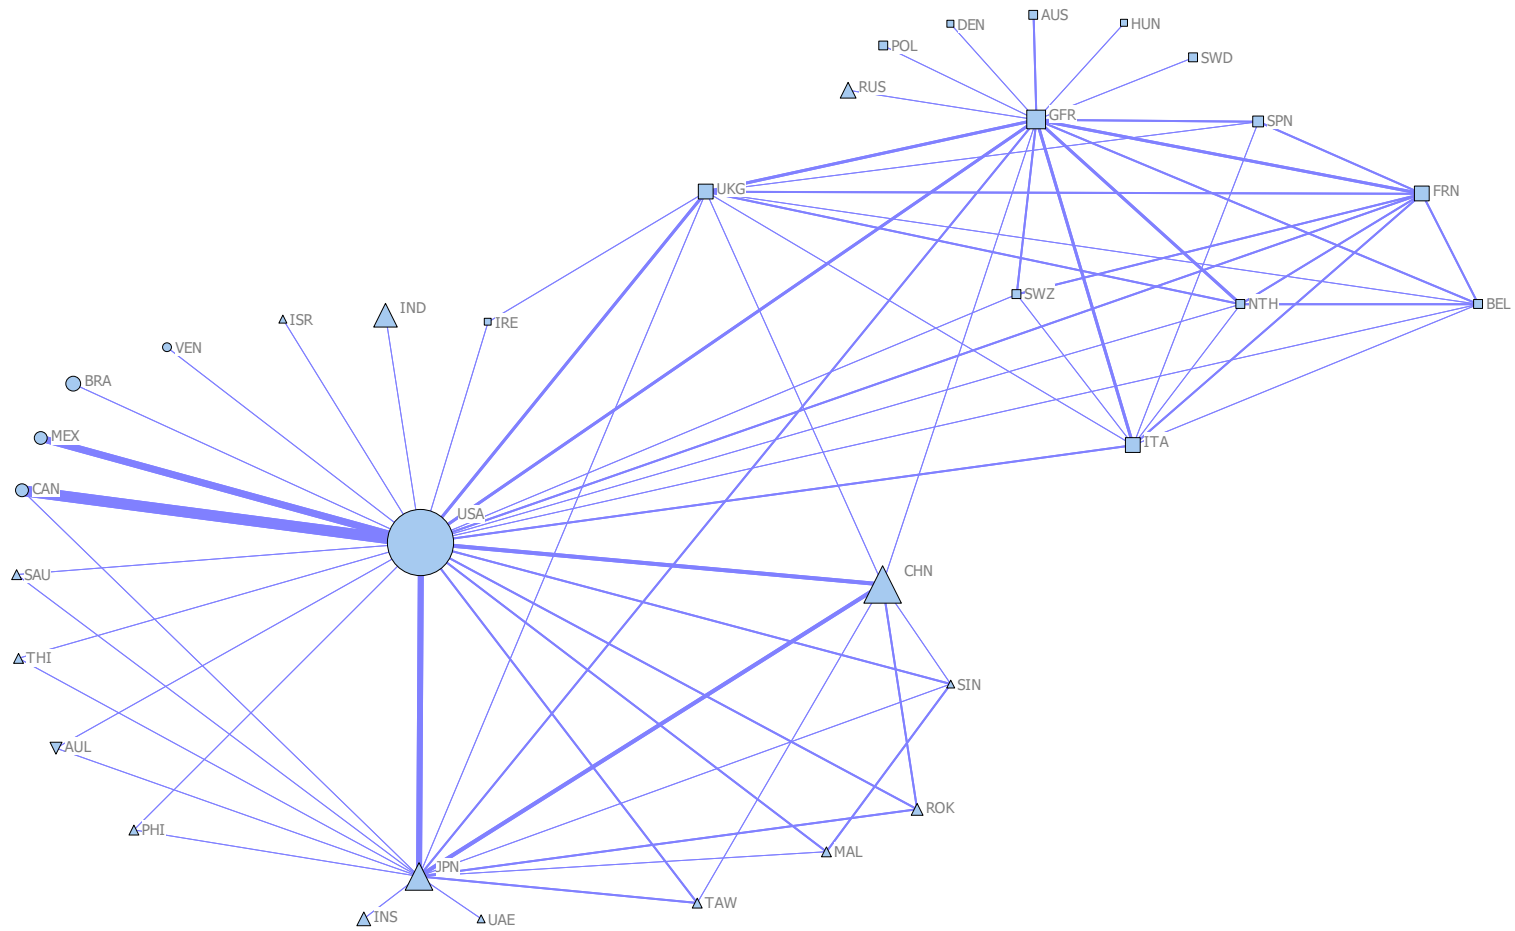 AUS
DEN
HUN
POL
SWD
RUS
GFR
SPN
UKG
FRN
SWZ
NTH
BEL
IND
ISR
IRE
VEN
BRA
MEX
ITA
CAN
USA
CHN
SAU
THI
SIN
AUL
ROK
PHI
MAL
JPN
TAW
INS
UAE